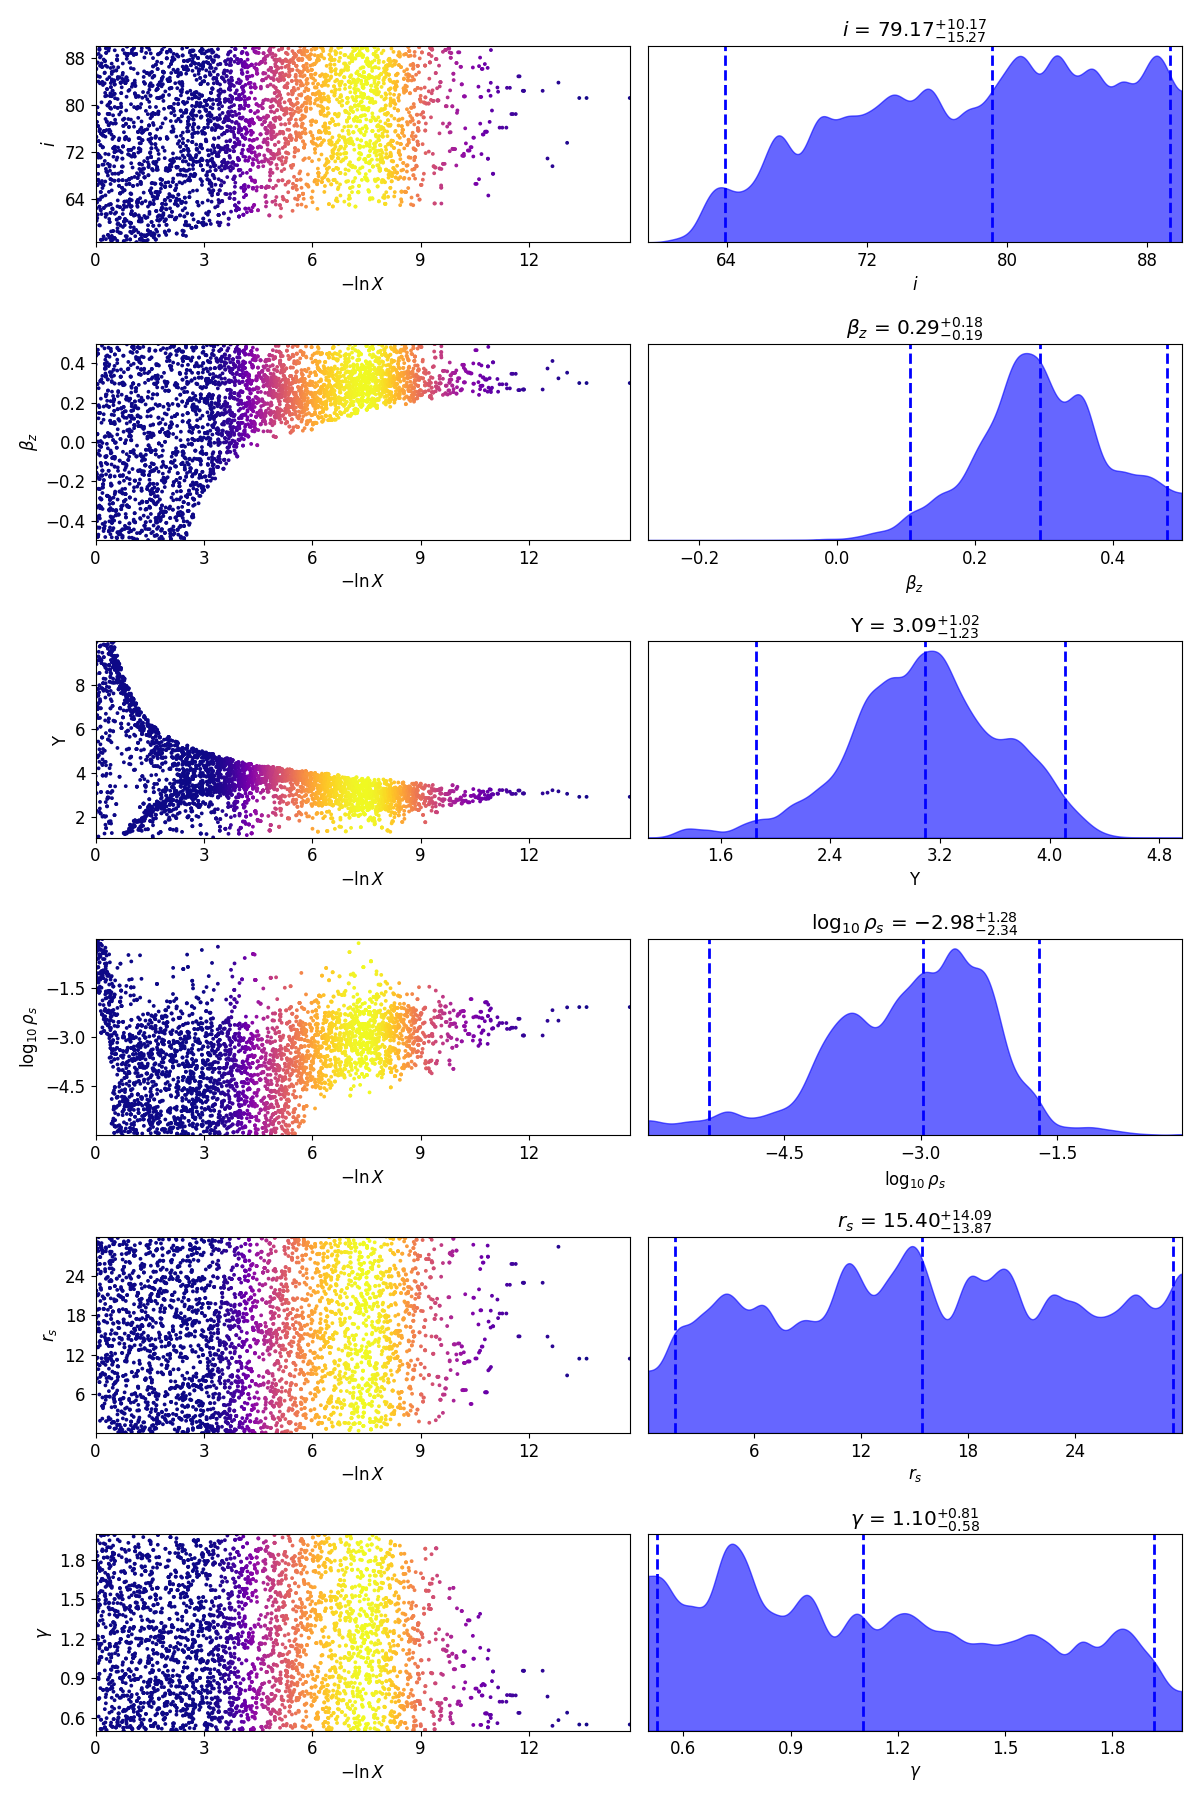 i = 79.17^{+10.17}_{-15.27}
88
80
72
64
i
0 3 6 9 12
−ln X
64 72 80 88
i
β_z = 0.29^{+0.18}_{-0.19}
0.4
0.2
0.0
−0.2
−0.4
β_z
0 3 6 9 12
−ln X
−0.2 0.0 0.2 0.4
β_z
Y = 3.09^{+1.02}_{-1.23}
8
6
4
2
Y
0 3 6 9 12
−ln X
1.6 2.4 3.2 4.0 4.8
Y
log₁₀ ρ_s = −2.98^{+1.28}_{-2.34}
−1.5
−3.0
−4.5
log₁₀ ρ_s
0 3 6 9 12
−ln X
−4.5 −3.0 −1.5
log₁₀ ρ_s
r_s = 15.40^{+14.09}_{-13.87}
24
18
12
6
r_s
0 3 6 9 12
−ln X
6 12 18 24
r_s
γ = 1.10^{+0.81}_{-0.58}
1.8
1.5
1.2
0.9
0.6
γ
0 3 6 9 12
−ln X
0.6 0.9 1.2 1.5 1.8
γ